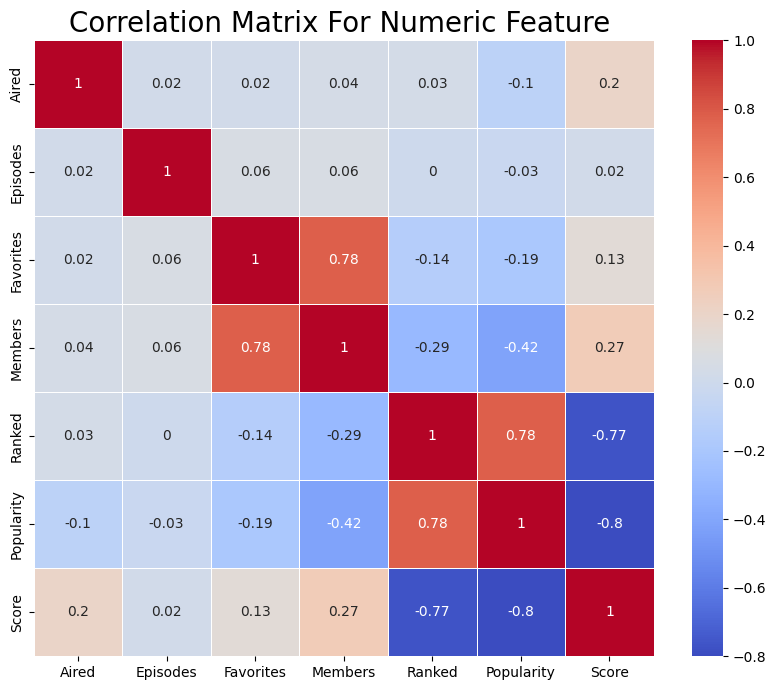 Correlation Matrix For Numeric Feature
Aired 1 0.02 0.02 0.04 0.03 -0.1 0.2
Episodes 0.02 1 0.06 0.06 0 -0.03 0.02
Favorites 0.02 0.06 1 0.78 -0.14 -0.19 0.13
Members 0.04 0.06 0.78 1 -0.29 -0.42 0.27
Ranked 0.03 0 -0.14 -0.29 1 0.78 -0.77
Popularity -0.1 -0.03 -0.19 -0.42 0.78 1 -0.8
Score 0.2 0.02 0.13 0.27 -0.77 -0.8 1
Aired Episodes Favorites Members Ranked Popularity Score
1.0
0.8
0.6
0.4
0.2
0.0
−0.2
−0.4
−0.6
−0.8